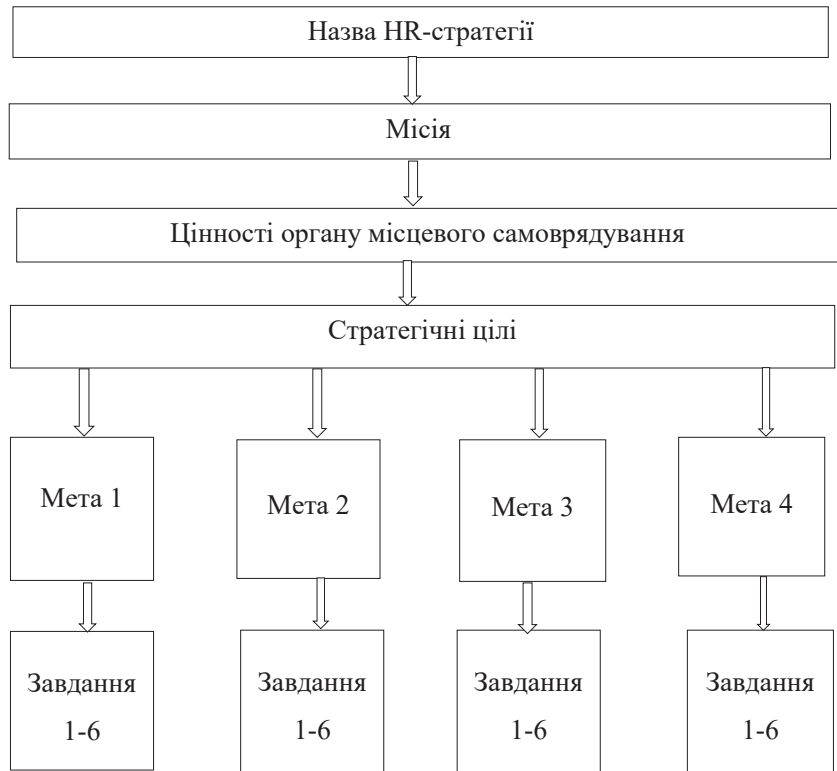 Назва HR-стратегії
Місія
Цінності органу місцевого самоврядування
Стратегічні цілі
Мета 1
Мета 2
Мета 3
Мета 4
Завдання
1-6
Завдання
1-6
Завдання
1-6
Завдання
1-6